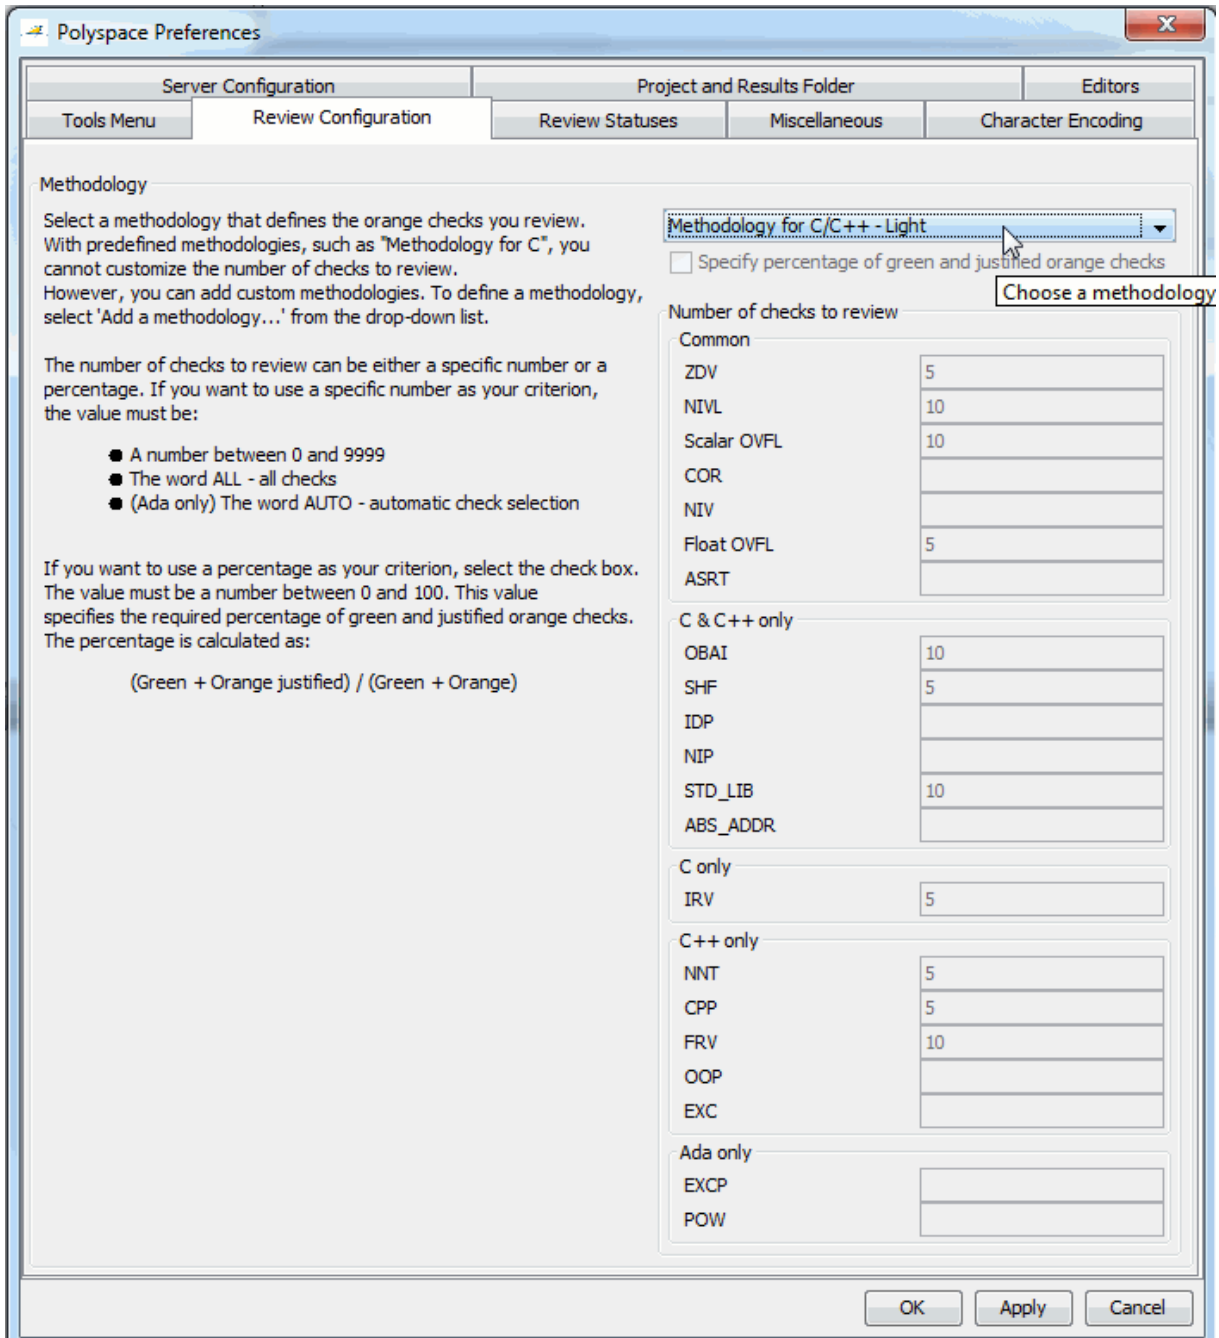 Polyspace Preferences
Server Configuration
Project and Results Folder
Editors
Tools Menu
Review Configuration
Review Statuses
Miscellaneous
Character Encoding
Methodology
Select a methodology that defines the orange checks you review.
With predefined methodologies, such as "Methodology for C", you
cannot customize the number of checks to review.
However, you can add custom methodologies. To define a methodology,
select 'Add a methodology...' from the drop-down list.
The number of checks to review can be either a specific number or a
percentage. If you want to use a specific number as your criterion,
the value must be:
A number between 0 and 9999
The word ALL - all checks
(Ada only) The word AUTO - automatic check selection
If you want to use a percentage as your criterion, select the check box.
The value must be a number between 0 and 100. This value
specifies the required percentage of green and justified orange checks.
The percentage is calculated as:
(Green + Orange justified) / (Green + Orange)
Methodology for C/C++ - Light
Specify percentage of green and justified orange checks
Choose a methodology
Number of checks to review
Common
ZDV 5
NIVL 10
Scalar OVFL 10
COR
NIV
Float OVFL 5
ASRT
C & C++ only
OBAI 10
SHF 5
IDP
NIP
STD_LIB 10
ABS_ADDR
C only
IRV 5
C++ only
NNT 5
CPP 5
FRV 10
OOP
EXC
Ada only
EXCP
POW
OK
Apply
Cancel